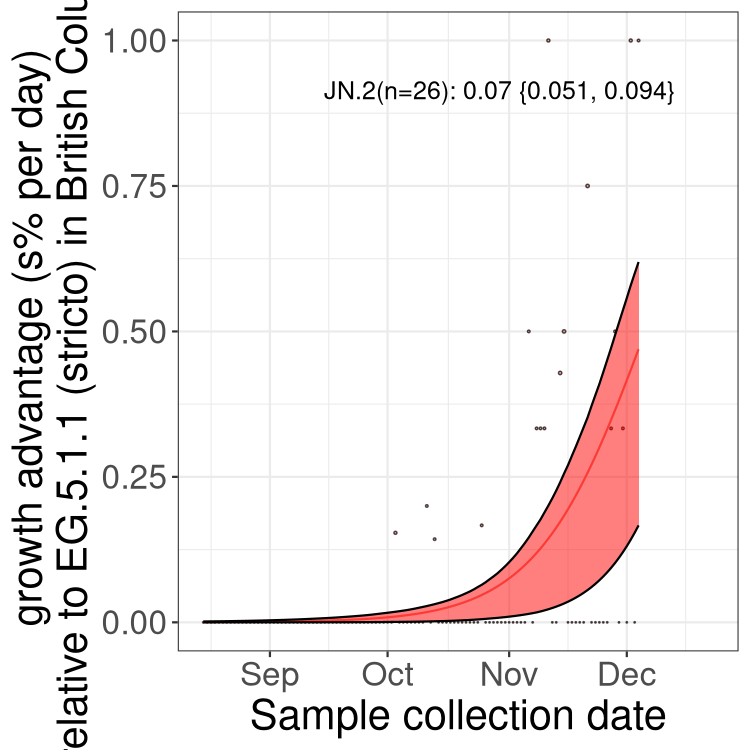 growth advantage (s% per day)
relative to EG.5.1.1 (stricto) in British Colu
1.00
0.75
0.50
0.25
0.00
JN.2(n=26): 0.07 {0.051, 0.094}
Sep Oct Nov Dec
Sample collection date